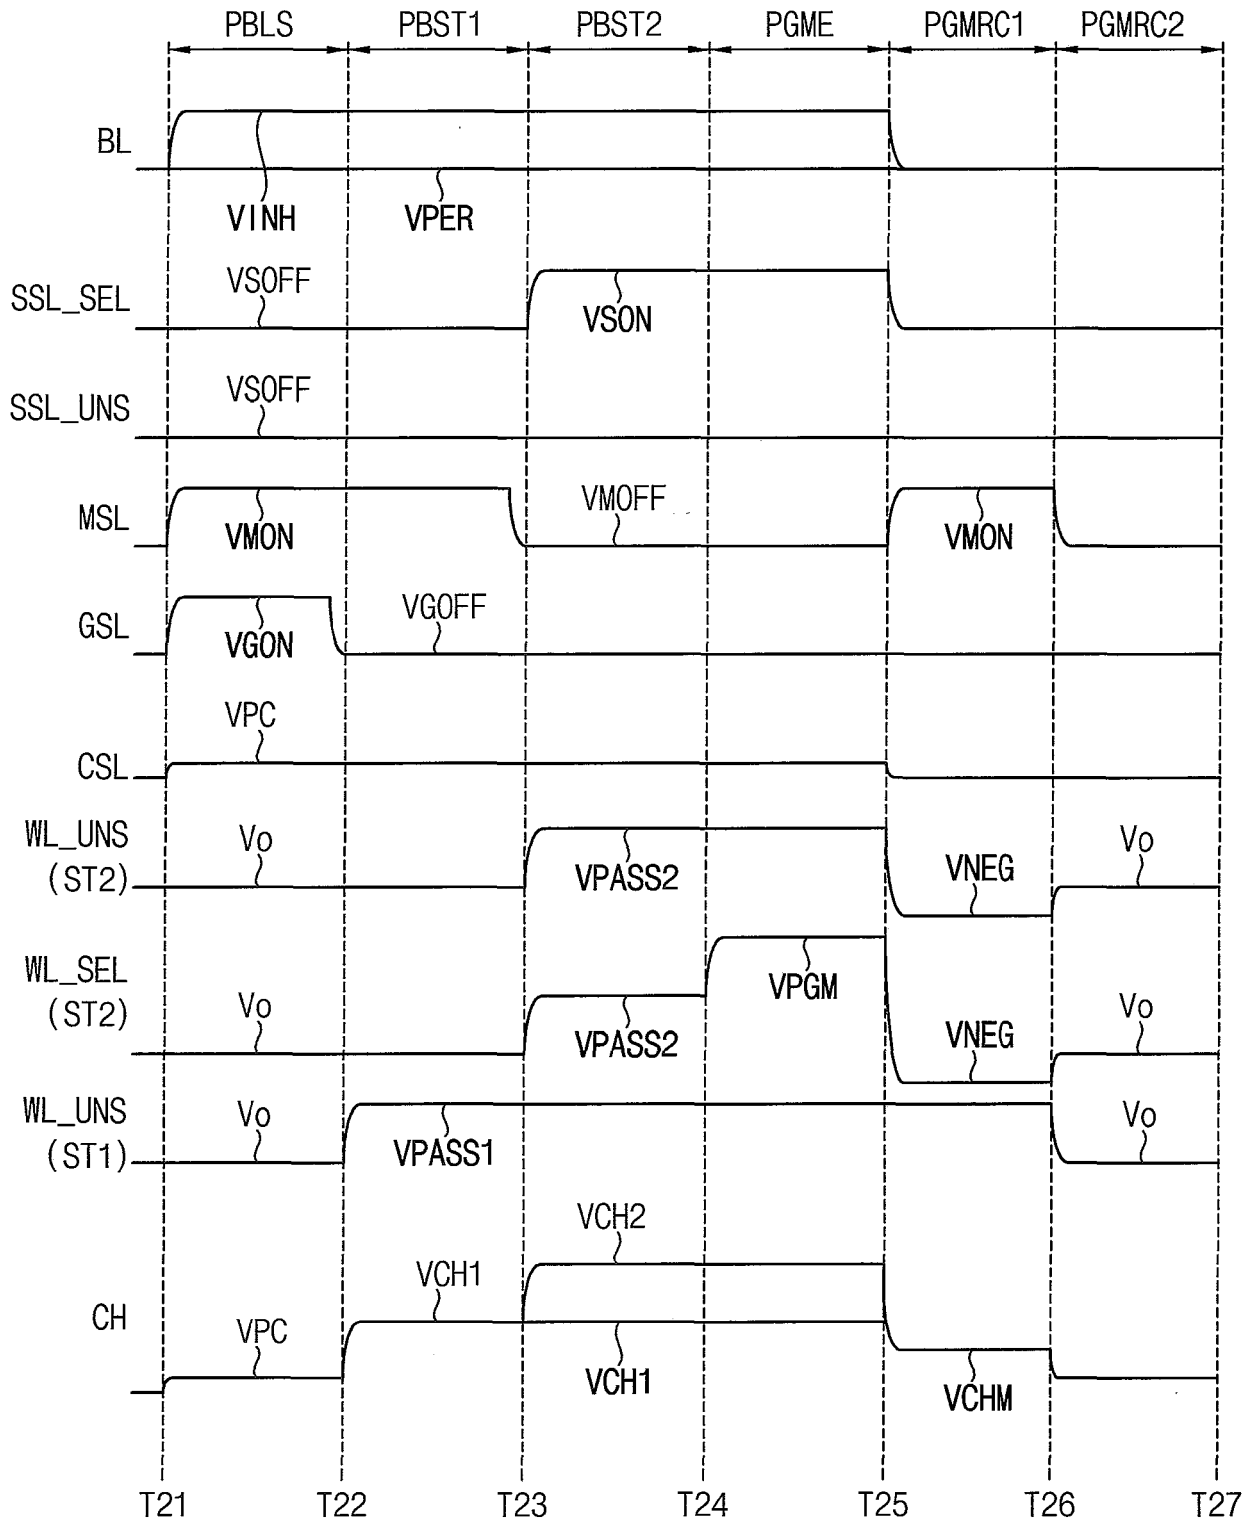 PBLS PBST1 PBST2 PGME PGMRC1 PGMRC2
BL
VINH VPER
VSOFF
SSL_SEL
VSON
VSOFF
SSL_UNS
MSL
VMON VMOFF VMON
GSL
VGON VGOFF
VPC
CSL
WL_UNS
(ST2)
Vo VPASS2 VNEG Vo
WL_SEL
(ST2)
Vo VPASS2 VPGM VNEG Vo
WL_UNS
(ST1)
Vo VPASS1 Vo
VCH2
VCH1
CH
VPC
VCH1 VCHM
T21 T22 T23 T24 T25 T26 T27